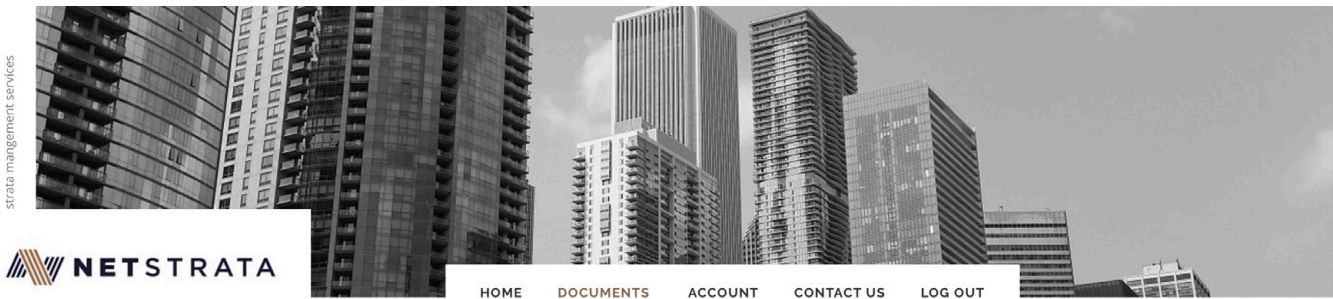 strata mangement services
NETSTRATA
HOME DOCUMENTS ACCOUNT CONTACT US LOG OUT